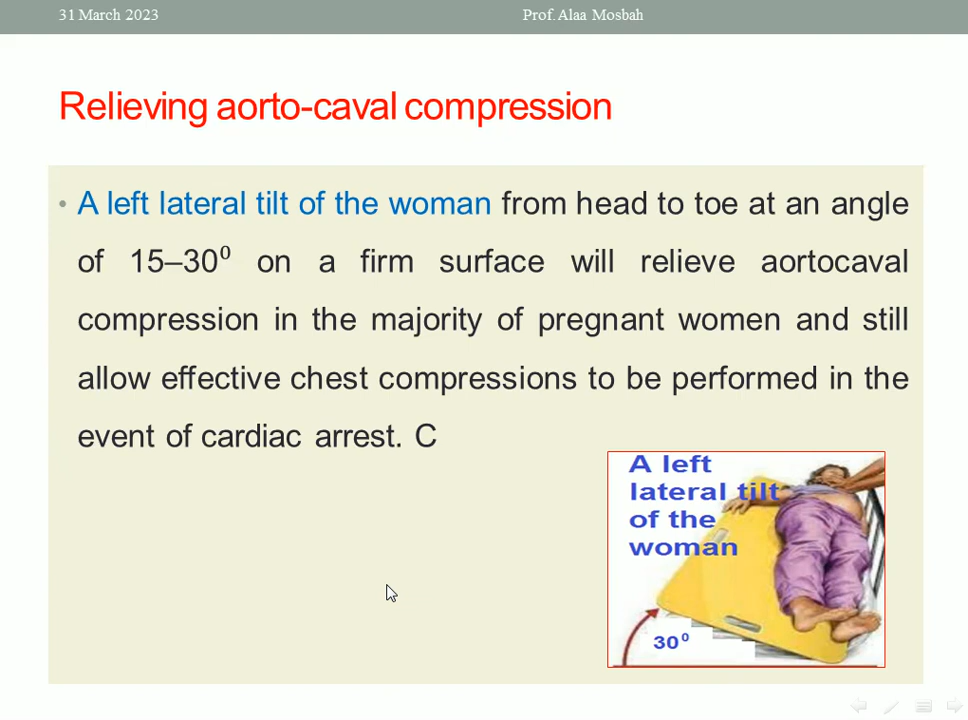 31 March 2023 Prof. Alaa Mosbah
Relieving aorto-caval compression
• A left lateral tilt of the woman from head to toe at an angle
of 15–30⁰ on a firm surface will relieve aortocaval
compression in the majority of pregnant women and still
allow effective chest compressions to be performed in the
event of cardiac arrest. C
A left
lateral tilt
of the
woman
30⁰